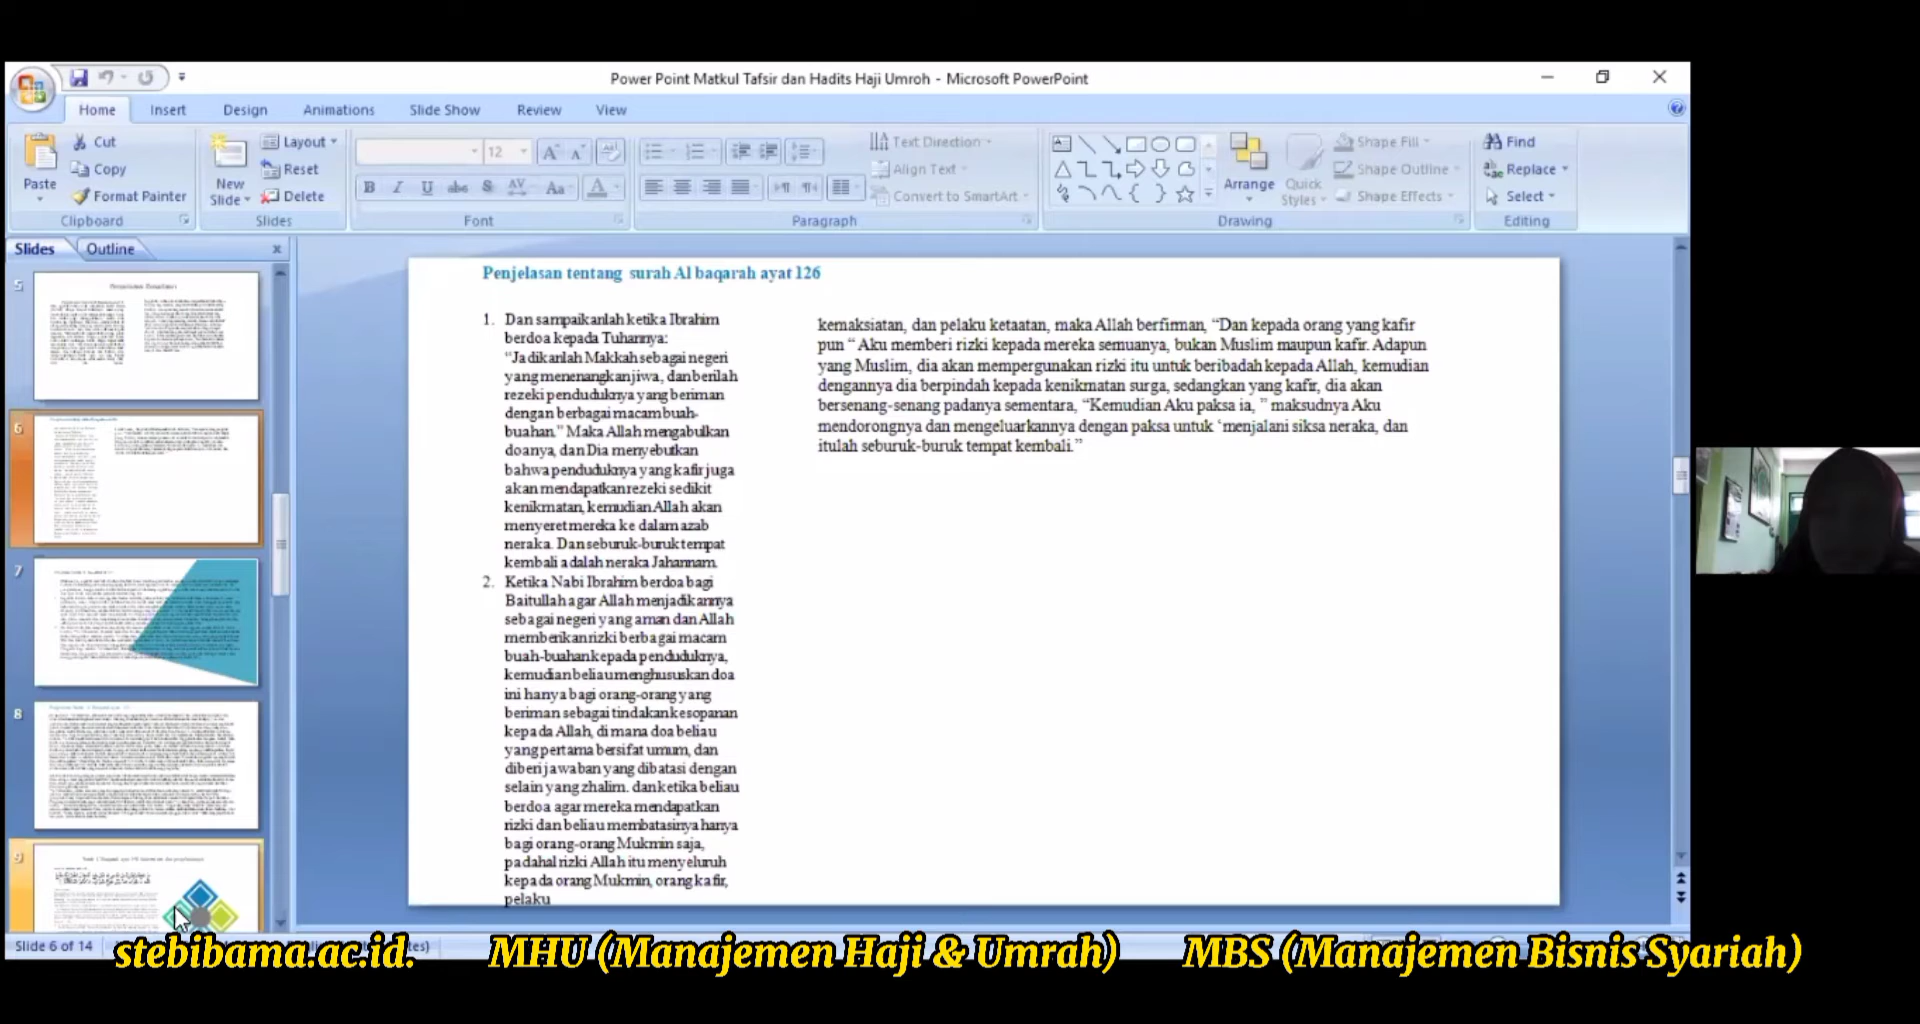 Power Point Matkul Tafsir dan Hadits Haji Umroh - Microsoft PowerPoint
Home Insert Design Animations Slide Show Review View
Paste
Cut
Copy
Format Painter
Clipboard
New Slide
Layout
Reset
Delete
Slides
12
Font
Text Direction
Align Text
Convert to SmartArt
Paragraph
Arrange
Quick Styles
Shape Fill
Shape Outline
Shape Effects
Drawing
Find
Replace
Select
Editing
Slides Outline
5
6
7
8
9
Penjelasan tentang surah Al baqarah ayat 126
1. Dan sampaikanlah ketika Ibrahim
berdoa kepada Tuhannya:
“Jadikanlah Makkah sebagai negeri
yang menenangkan jiwa, dan berilah
rezeki penduduknya yang beriman
dengan berbagai macam buah-
buahan.” Maka Allah mengabulkan
doanya, dan Dia menyebutkan
bahwa penduduknya yang kafir juga
akan mendapatkan rezeki sedikit
kenikmatan, kemudian Allah akan
menyeret mereka ke dalam azab
neraka. Dan seburuk-buruk tempat
kembali adalah neraka Jahannam.
2. Ketika Nabi Ibrahim berdoa bagi
Baitullah agar Allah menjadikannya
sebagai negeri yang aman dan Allah
memberikan rizki berbagai macam
buah-buahan kepada penduduknya,
kemudian beliau menghususkan doa
ini hanya bagi orang-orang yang
beriman sebagai tindakan kesopanan
kepada Allah, di mana doa beliau
yang pertama bersifat umum, dan
diberi jawaban yang dibatasi dengan
selain yang zhalim. dan ketika beliau
berdoa agar mereka mendapatkan
rizki dan beliau membatasinya hanya
bagi orang-orang Mukmin saja,
padahal rizki Allah itu menyeluruh
kepada orang Mukmin, orang kafir,
pelaku
kemaksiatan, dan pelaku ketaatan, maka Allah berfirman, “Dan kepada orang yang kafir
pun “ Aku memberi rizki kepada mereka semuanya, bukan Muslim maupun kafir. Adapun
yang Muslim, dia akan mempergunakan rizki itu untuk beribadah kepada Allah, kemudian
dengannya dia berpindah kepada kenikmatan surga, sedangkan yang kafir, dia akan
bersenang-senang padanya sementara, “Kemudian Aku paksa ia, ” maksudnya Aku
mendorongnya dan mengeluarkannya dengan paksa untuk ‘menjalani siksa neraka, dan
itulah seburuk-buruk tempat kembali.”
Slide 6 of 14
stebibama.ac.id. MHU (Manajemen Haji & Umrah) MBS (Manajemen Bisnis Syariah)